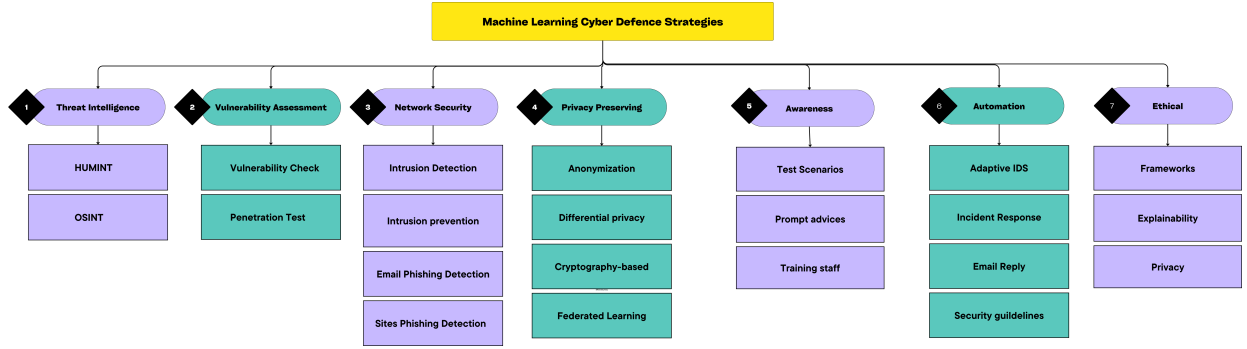 Machine Learning Cyber Defence Strategies
1
Threat Intelligence
HUMINT
OSINT
2
Vulnerability Assessment
Vulnerability Check
Penetration Test
3
Network Security
Intrusion Detection
Intrusion prevention
Email Phishing Detection
Sites Phishing Detection
4
Privacy Preserving
Anonymization
Differential privacy
Cryptography-based
Federated Learning
5
Awareness
Test Scenarios
Prompt advices
Training staff
6
Automation
Adaptive IDS
Incident Response
Email Reply
Security guildelines
7
Ethical
Frameworks
Explainability
Privacy